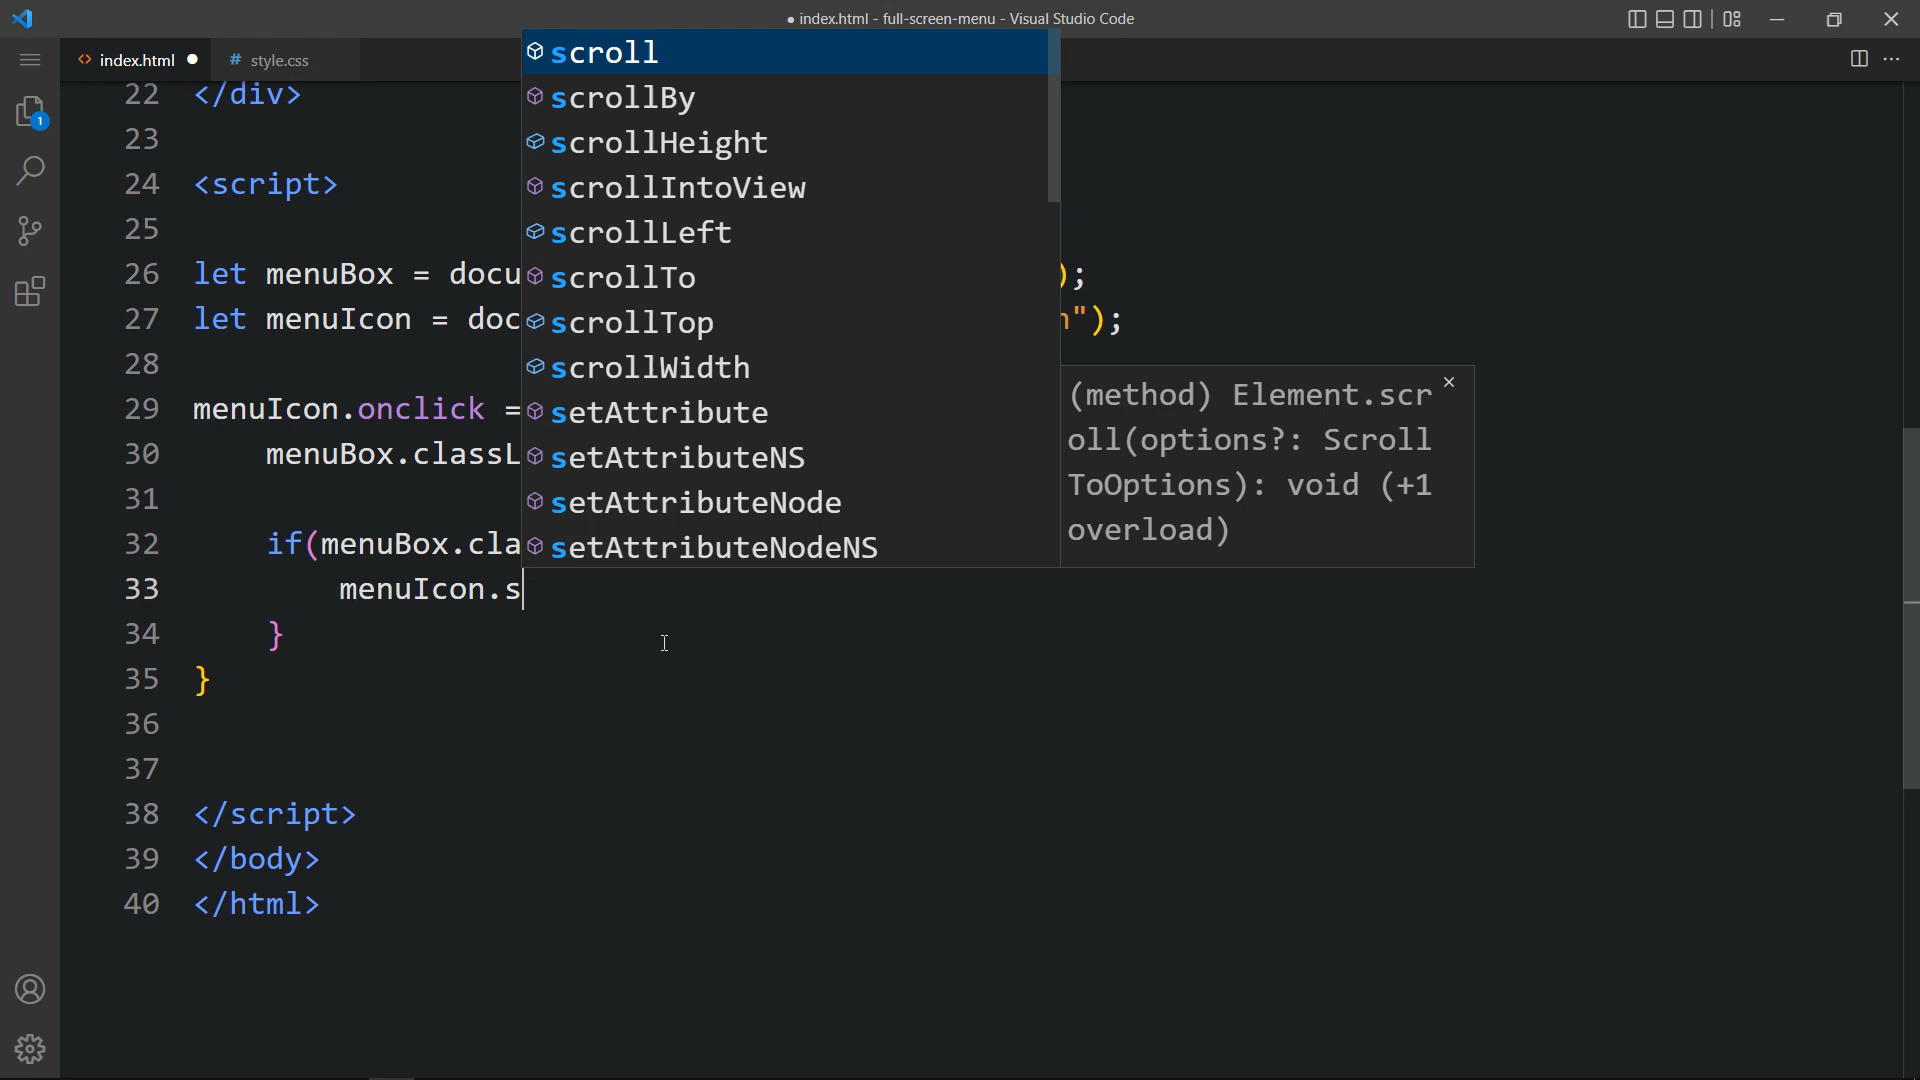 ● index.html - full-screen-menu - Visual Studio Code
<> index.html ●
# style.css
1
22 </div>
23
24 <script>
25
26 let menuBox = docu );
27 let menuIcon = doc n");
28
29 menuIcon.onclick =
30 menuBox.classL
31
32 if(menuBox.cla
33 menuIcon.s
34 }
35 }
36
37
38 </script>
39 </body>
40 </html>
scroll
scrollBy
scrollHeight
scrollIntoView
scrollLeft
scrollTo
scrollTop
scrollWidth
setAttribute
setAttributeNS
setAttributeNode
setAttributeNodeNS
(method) Element.scr
oll(options?: Scroll
ToOptions): void (+1
overload)